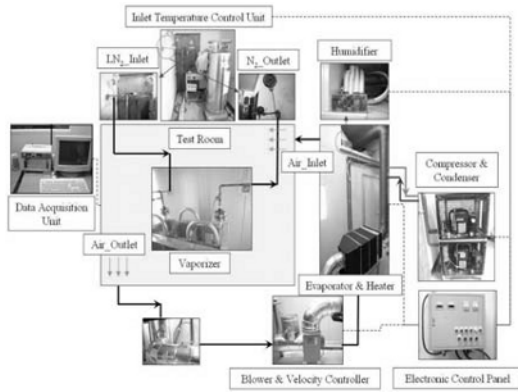 Inlet Temperature Control Unit
LN2_Inlet
N2_Outlet
Humidifier
Test Room
Air_Inlet
Compressor &
Condenser
Data Acquisition
Unit
Air_Outlet
Vaporizer
Evaporator & Heater
Blower & Velocity Controller
Electronic Control Panel